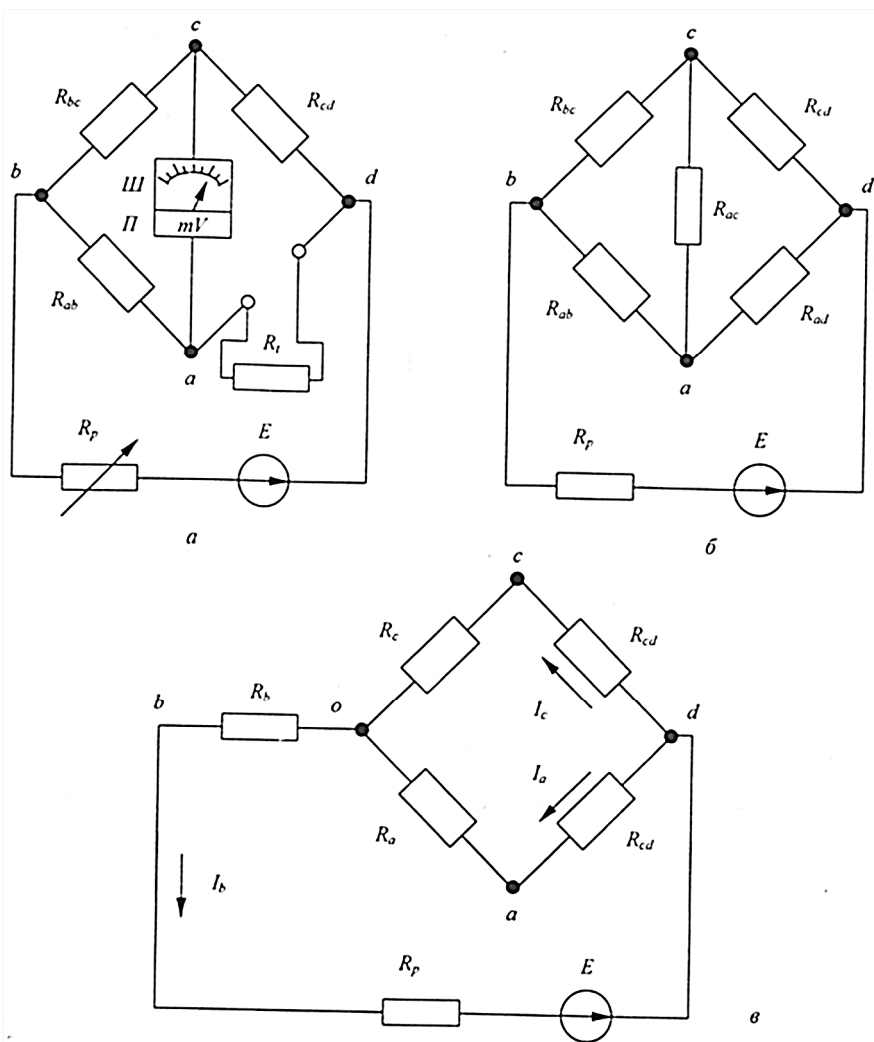 c
R_bc
R_cd
b
Ш
d
П
mV
R_ab
R_t
a
R_p
E
а
c
R_bc
R_cd
b
d
R_ac
R_ab
R_ad
a
R_p
E
б
c
R_c
R_cd
b
R_b
o
d
I_c
I_a
R_a
R_cd
I_b
a
R_p
E
в